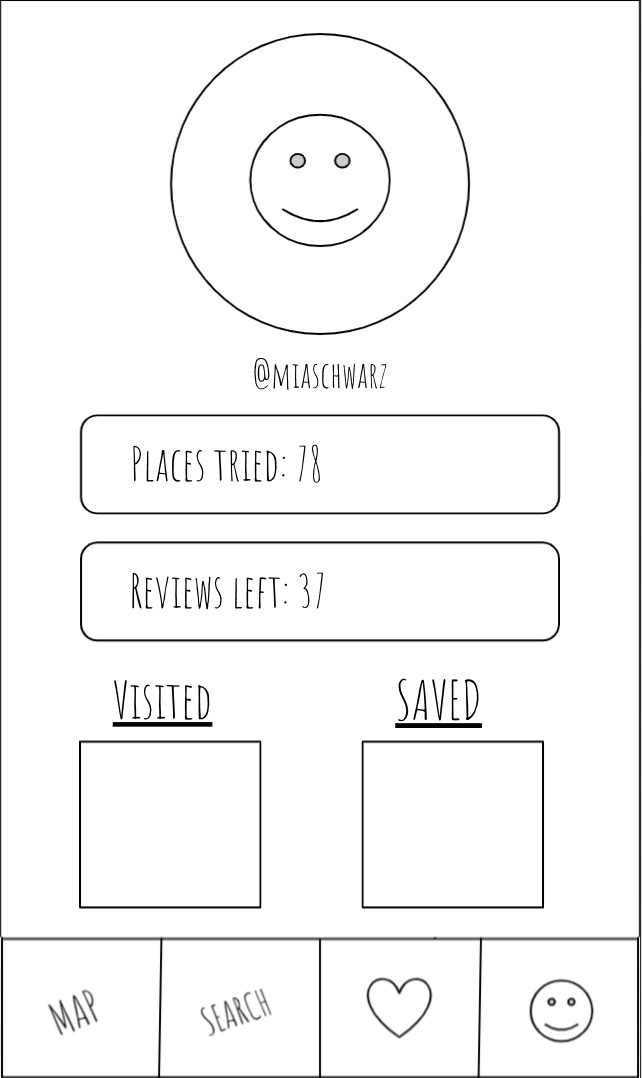 @miaschwarz
Places tried: 78
Reviews left: 37
Visited
SAVED
MAP
SEARCH